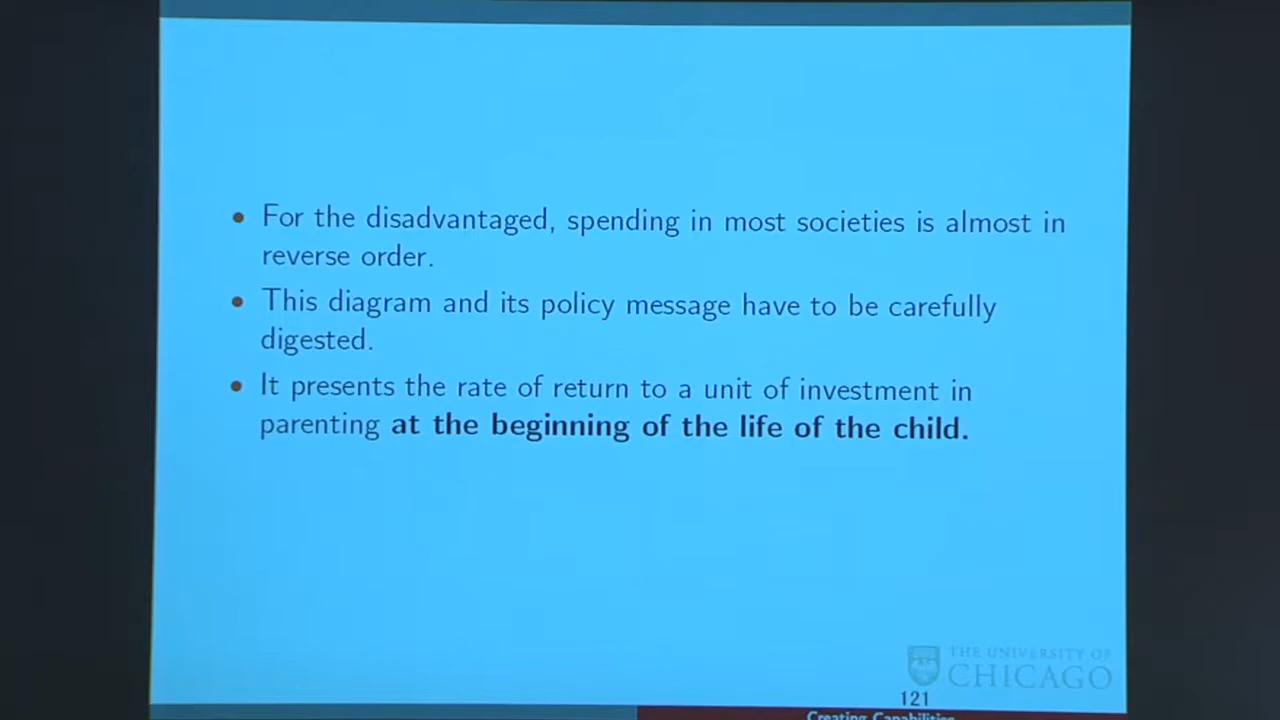 • For the disadvantaged, spending in most societies is almost in
reverse order.
• This diagram and its policy message have to be carefully
digested.
• It presents the rate of return to a unit of investment in
parenting at the beginning of the life of the child.
THE UNIVERSITY OF
CHICAGO
121
Creating Capabilities